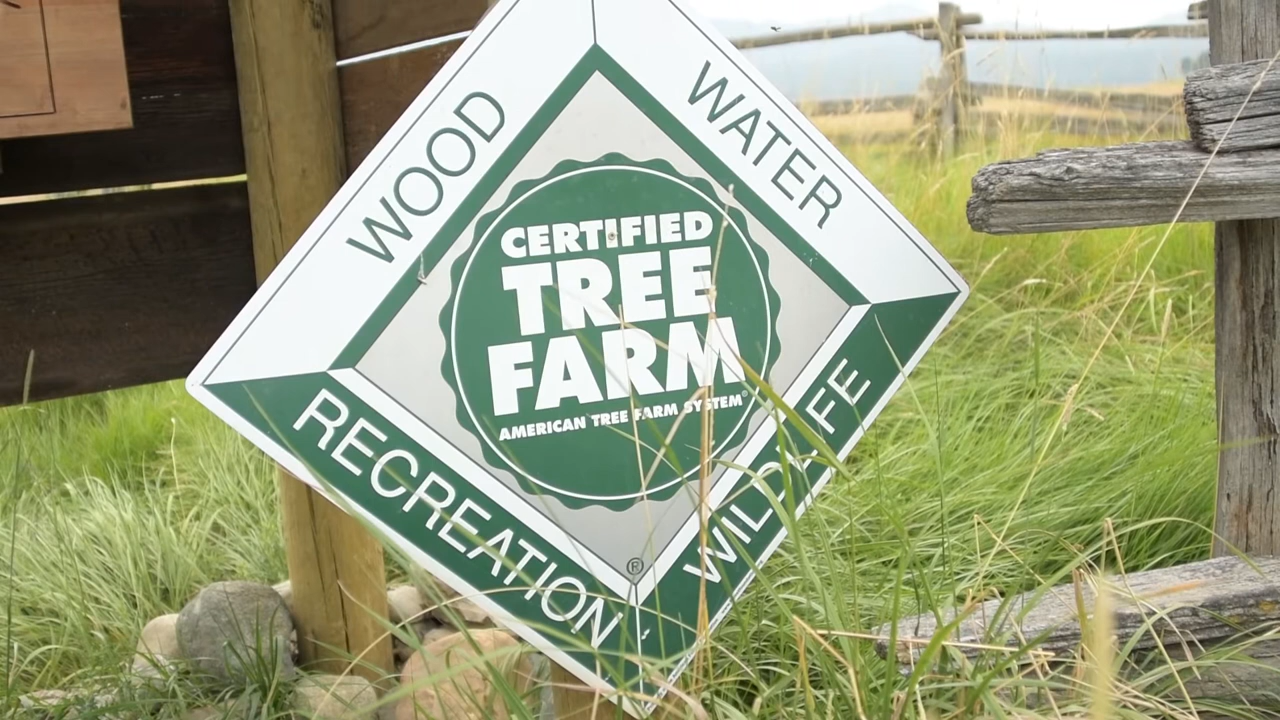 WOOD
WATER
CERTIFIED
TREE
FARM
AMERICAN TREE FARM SYSTEM®
RECREATION
WILDLIFE
®